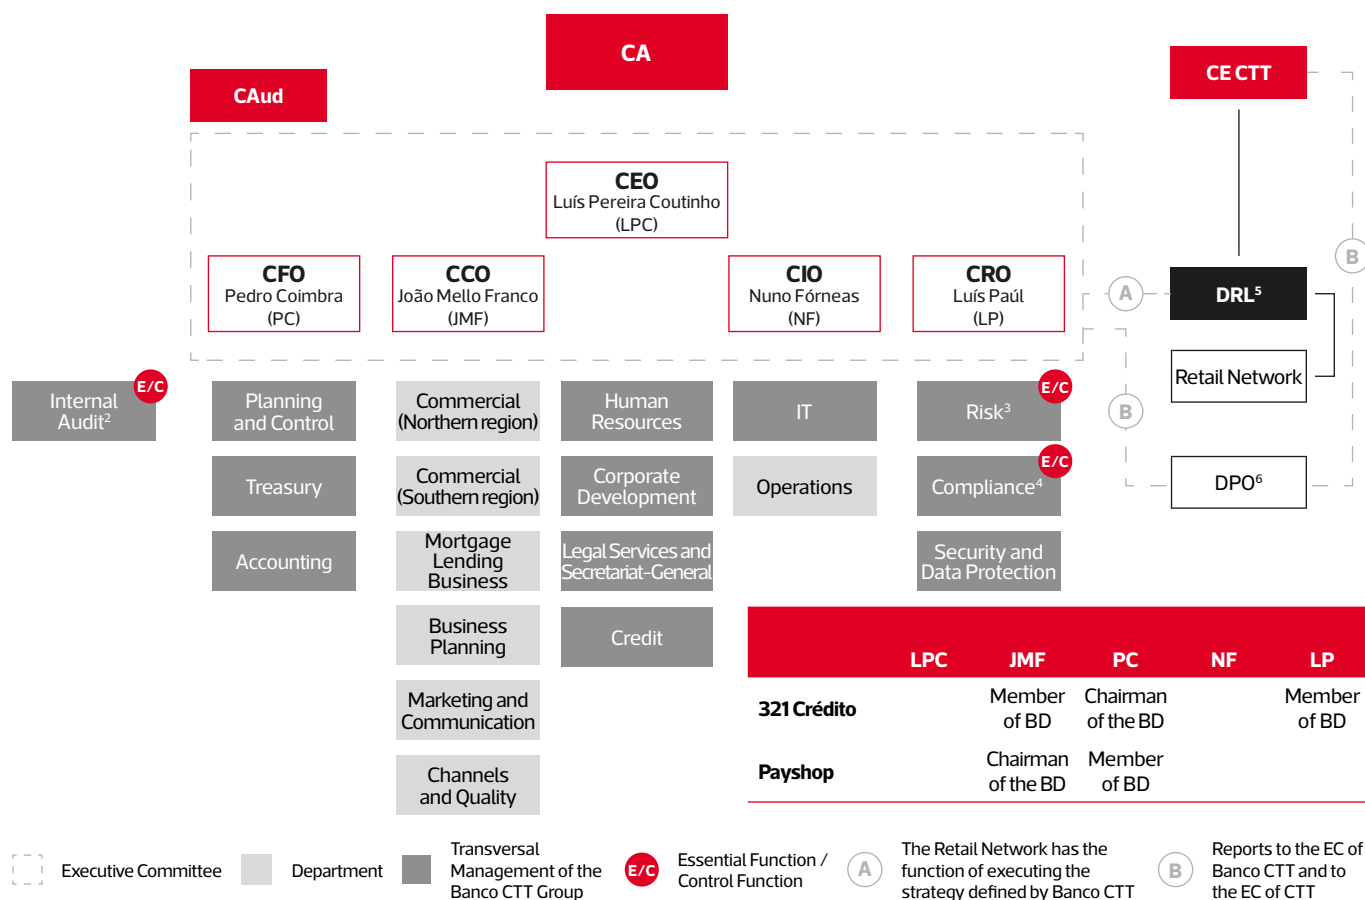 CA
CAud
CE CTT
CEO
Luís Pereira Coutinho
(LPC)
B
CFO
Pedro Coimbra
(PC)
CCO
João Mello Franco
(JMF)
CIO
Nuno Fórneas
(NF)
CRO
Luís Paúl
(LP)
A
DRL⁵
Retail Network
B
DPO⁶
E/C
Internal
Audit²
Planning
and Control
Treasury
Accounting
Commercial
(Northern region)
Commercial
(Southern region)
Mortgage
Lending
Business
Business
Planning
Marketing and
Communication
Channels
and Quality
Human
Resources
Corporate
Development
Legal Services and
Secretariat-General
Credit
IT
Operations
E/C
Risk³
E/C
Compliance⁴
Security and
Data Protection
LPC JMF PC NF LP
321 Crédito
Member
of BD
Chairman
of the BD
Member
of BD
Payshop
Chairman
of the BD
Member
of BD
Executive Committee
Department
Transversal
Management of the
Banco CTT Group
E/C
Essential Function /
Control Function
A
The Retail Network has the
function of executing the
strategy defined by Banco CTT
B
Reports to the EC of
Banco CTT and to
the EC of CTT